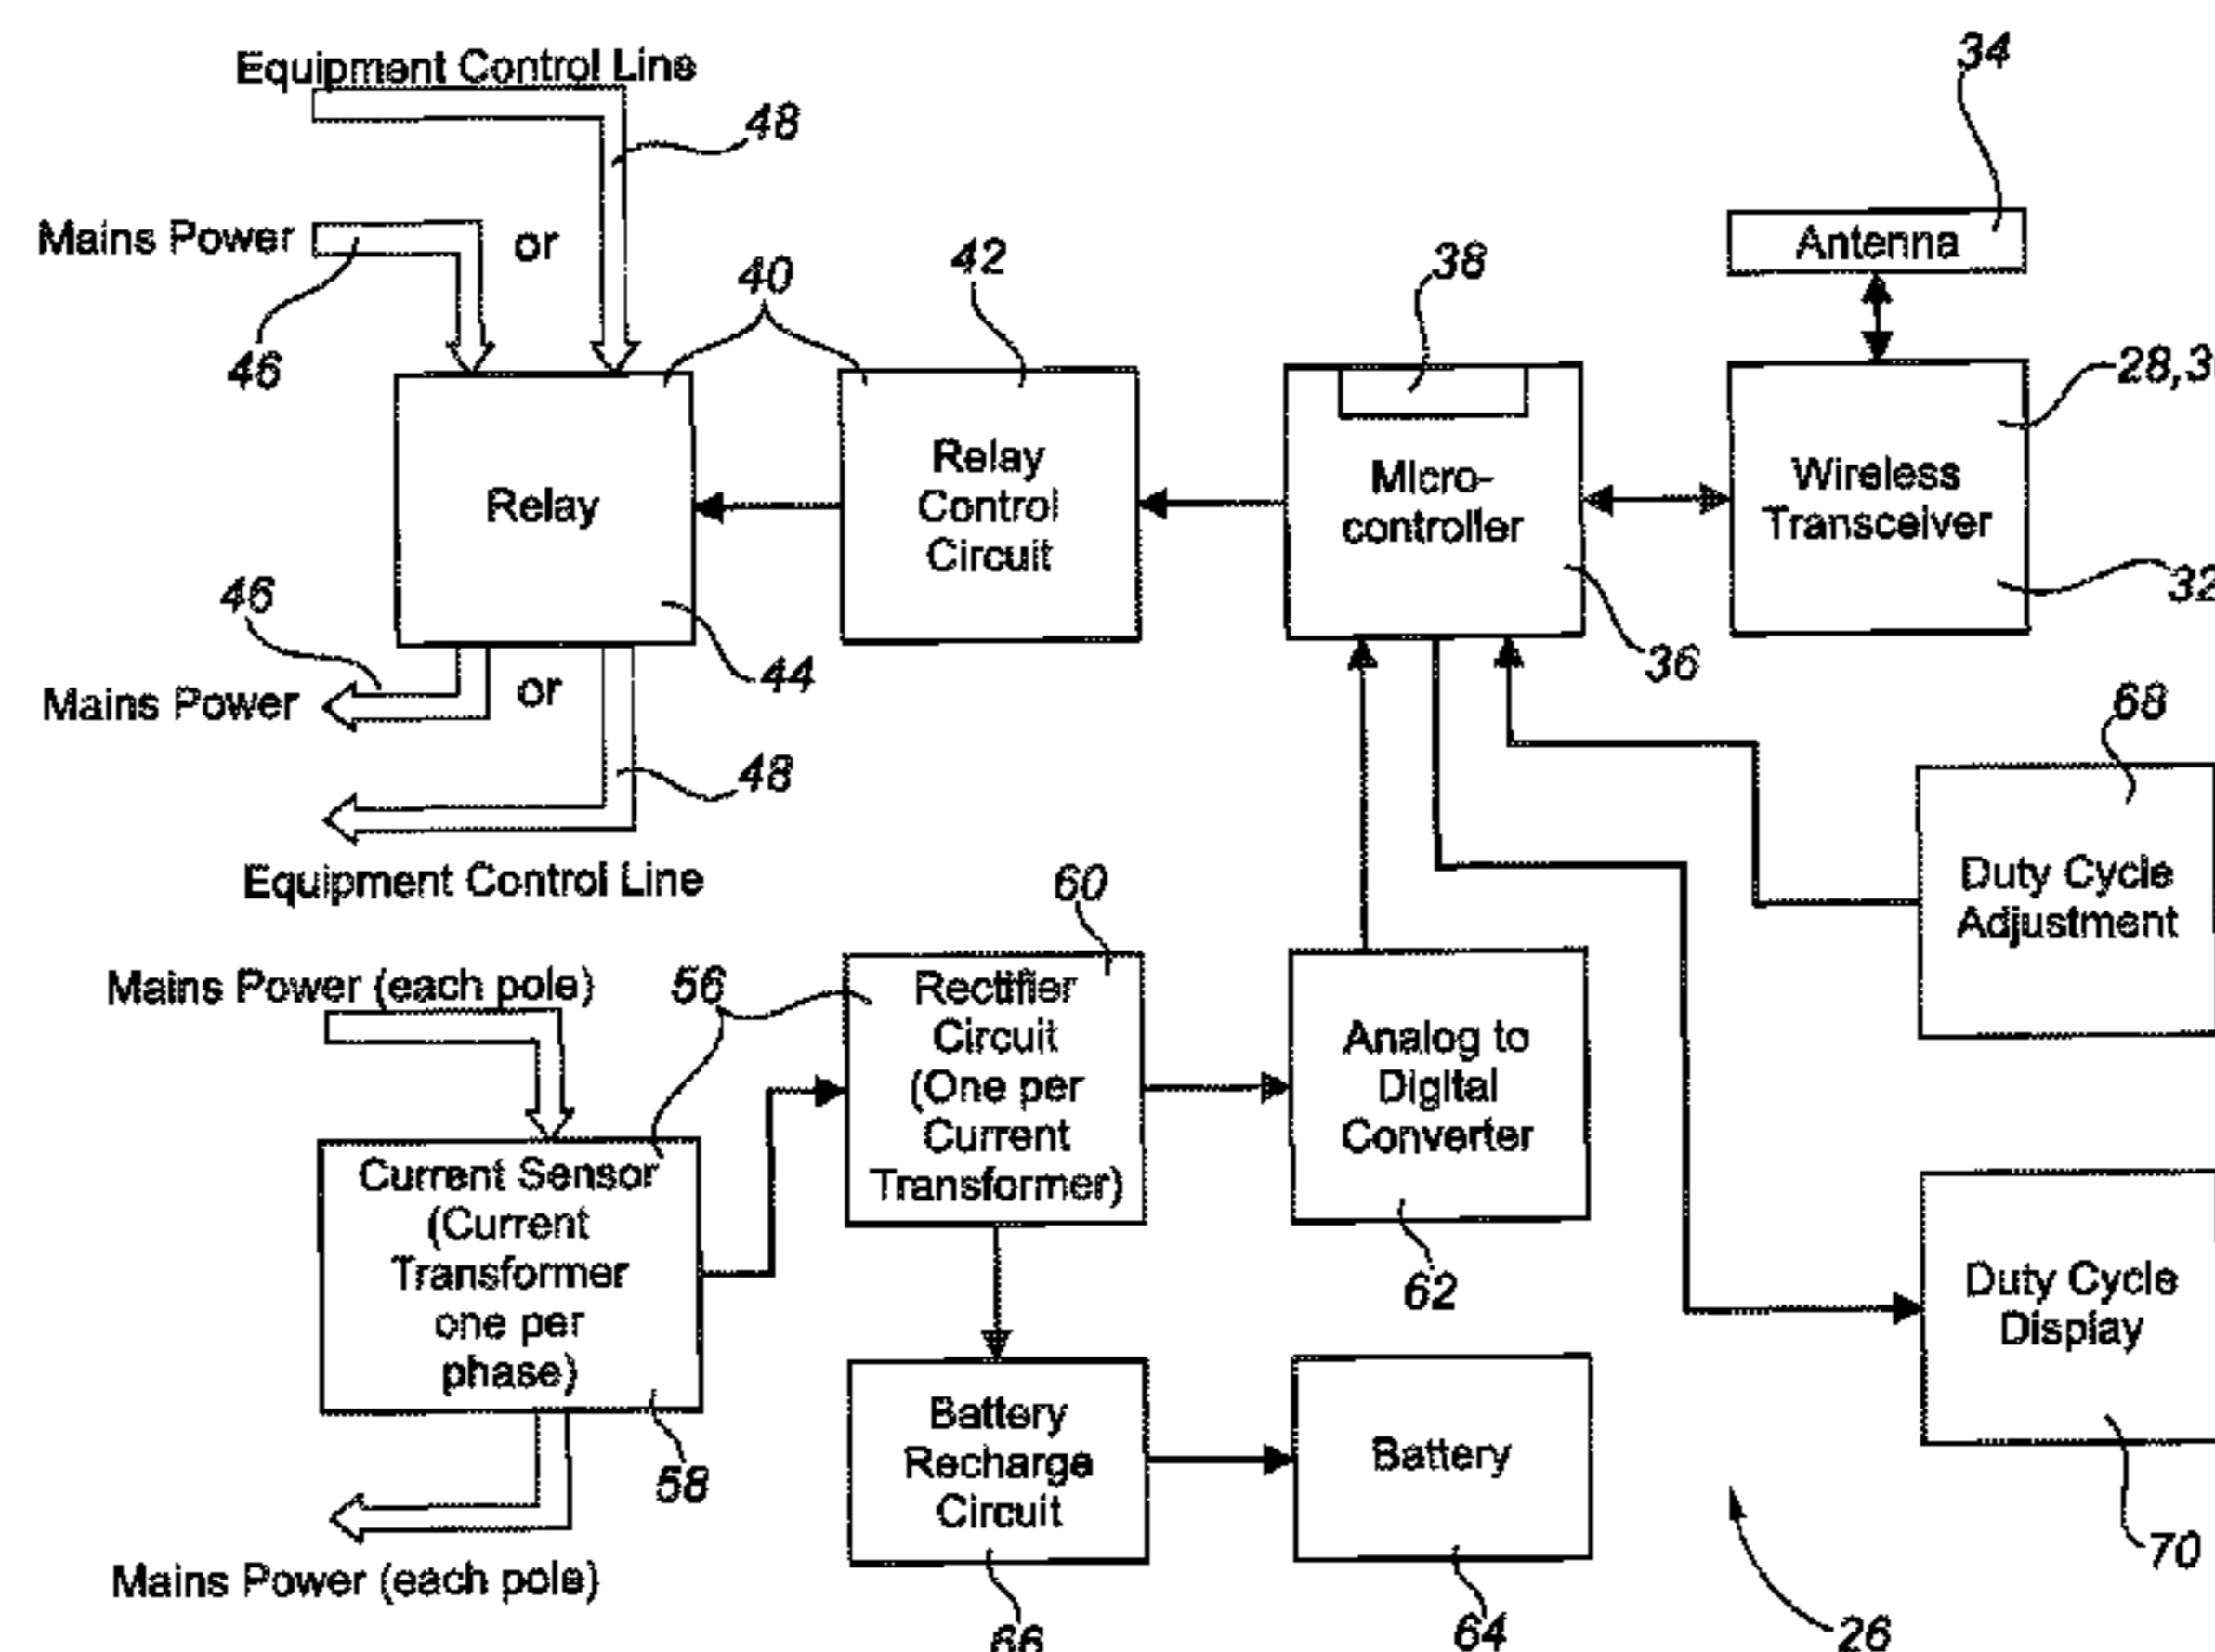 Equipment Control Line
48
34
Mains Power
or
46
40
42
38
Antenna
28,3
Relay
Relay
Control
Circuit
Micro-
controller
Wireless
Transceiver
32
36
46
44
Mains Power
or
48
Equipment Control Line
68
Duty Cycle
Adjustment
60
Mains Power (each pole)
56
Rectifier
Circuit
(One per
Current
Transformer)
Analog to
Digital
Converter
62
Current Sensor
(Current
Transformer
one per
phase)
58
Duty Cycle
Display
70
Battery
Recharge
Circuit
66
Battery
64
26
Mains Power (each pole)